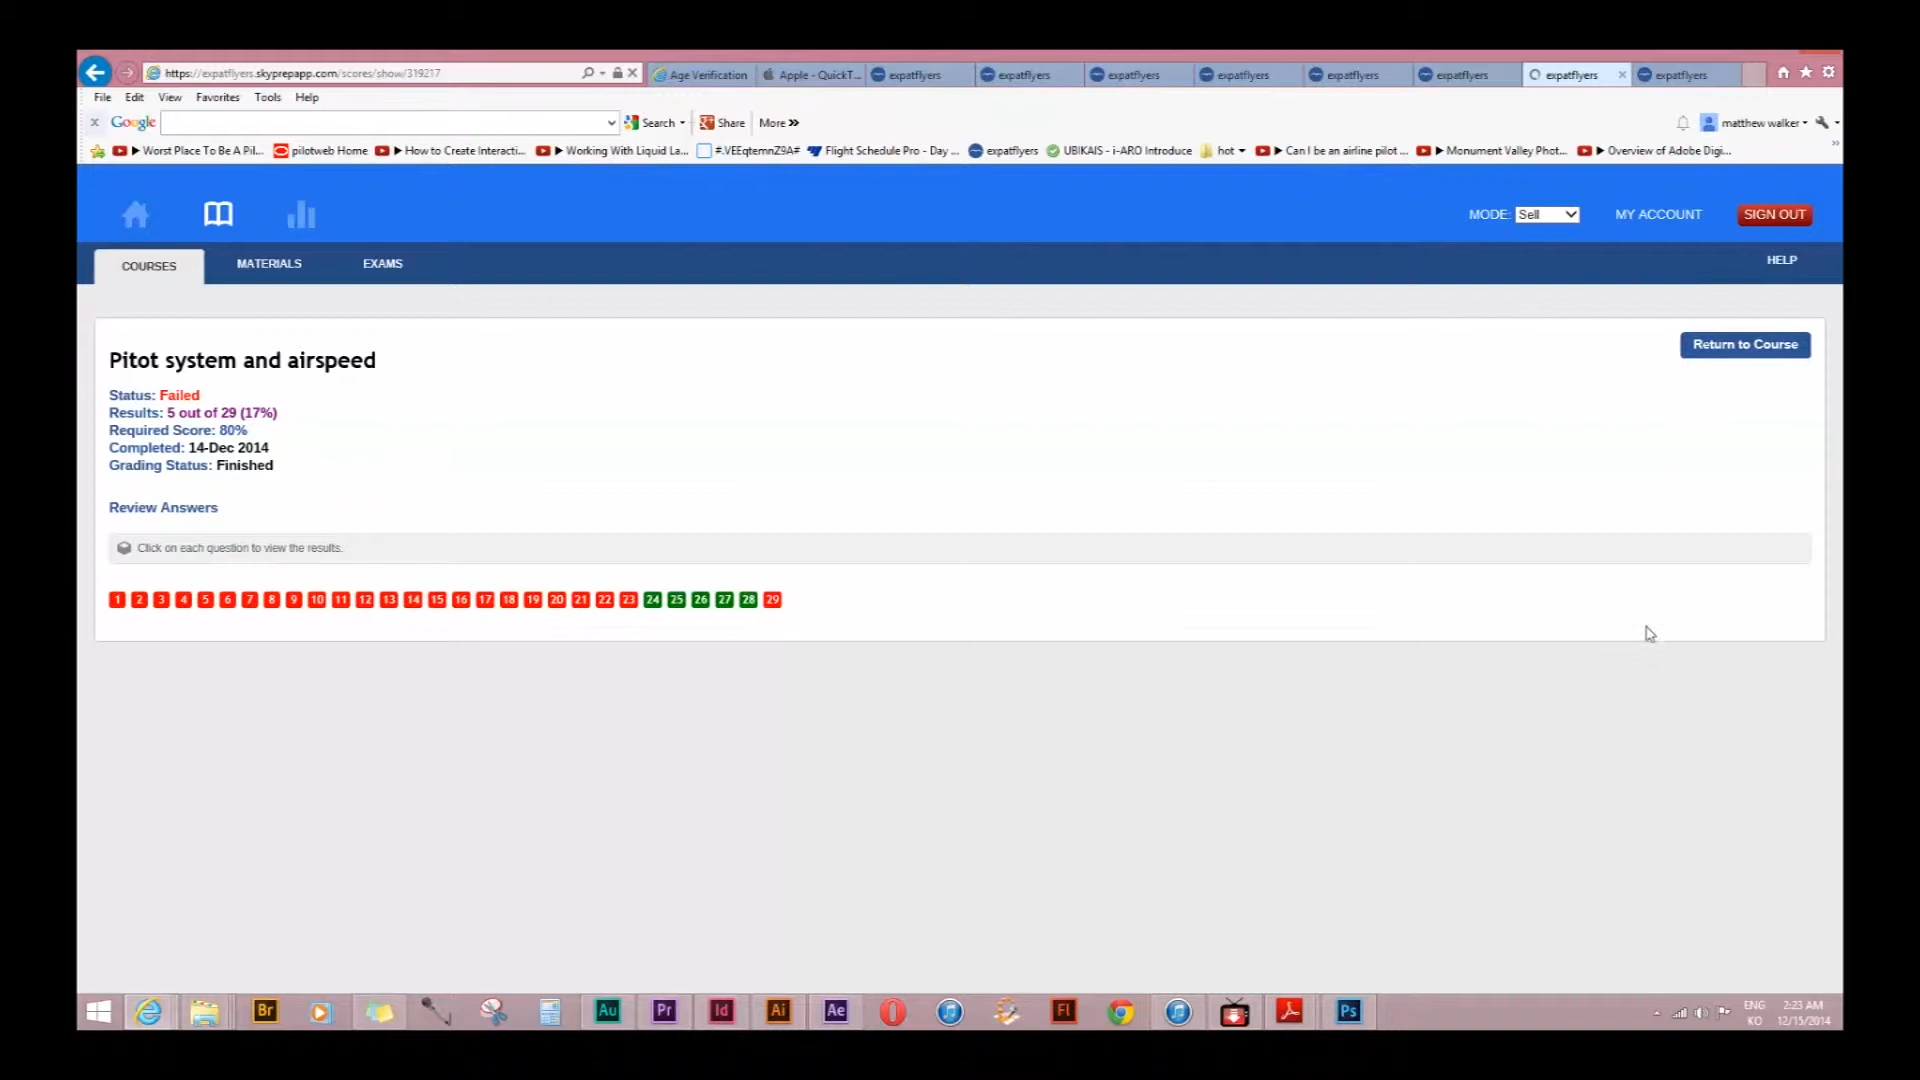 https://expatflyers.skyprepapp.com/scores/show/319217
Age Verification
Apple - QuickT...
expatflyers
expatflyers
expatflyers
expatflyers
expatflyers
expatflyers
expatflyers
expatflyers
File Edit View Favorites Tools Help
x Google
Search
Share
More »
matthew walker
Worst Place To Be A Pil...
pilotweb Home
How to Create Interacti...
Working With Liquid La...
#.VEEqtemnZ9A#
Flight Schedule Pro - Day ...
expatflyers
UBIKAIS - i-ARO Introduce
hot
Can I be an airline pilot ...
Monument Valley Phot...
Overview of Adobe Digi...
MODE: Sell
MY ACCOUNT
SIGN OUT
COURSES
MATERIALS
EXAMS
HELP
Pitot system and airspeed
Return to Course
Status: Failed
Results: 5 out of 29 (17%)
Required Score: 80%
Completed: 14-Dec 2014
Grading Status: Finished
Review Answers
Click on each question to view the results.
1 2 3 4 5 6 7 8 9 10 11 12 13 14 15 16 17 18 19 20 21 22 23 24 25 26 27 28 29
Br
Au
Pr
Id
Ai
Ae
Fl
Ps
ENG
KO
2:23 AM
12/15/2014